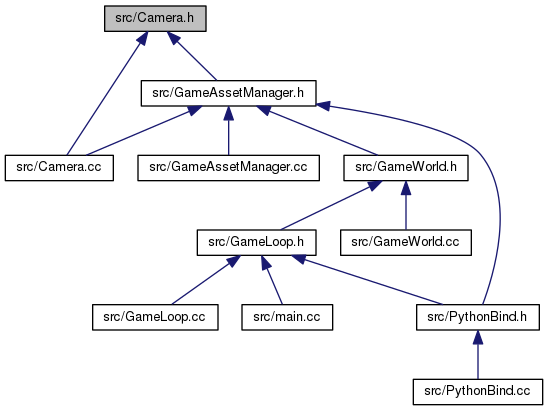 src/Camera.h
src/GameAssetManager.h
src/Camera.cc
src/GameAssetManager.cc
src/GameWorld.h
src/GameLoop.h
src/GameWorld.cc
src/GameLoop.cc
src/main.cc
src/PythonBind.h
src/PythonBind.cc